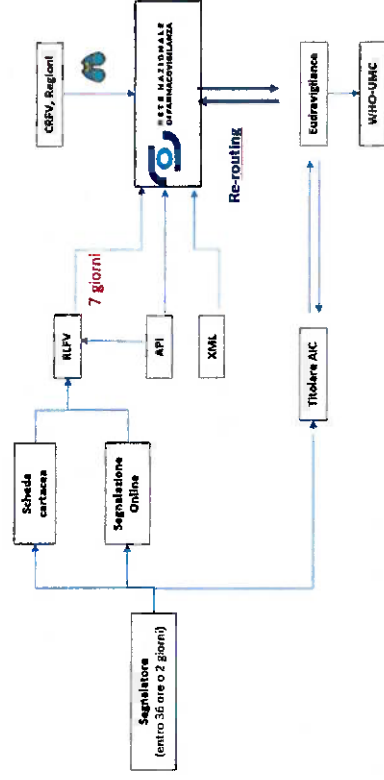 Segnalatore
(entro 36 ore o 2 giorni)
Scheda
cartacea
Segnalazione
Online
RLFV
7 giorni
API
XML
CRFV, Regioni
RETE NAZIONALE
DI FARMACOVIGILANZA
Re-routing
Titolare AIC
Eudravigilance
WHO-UMC